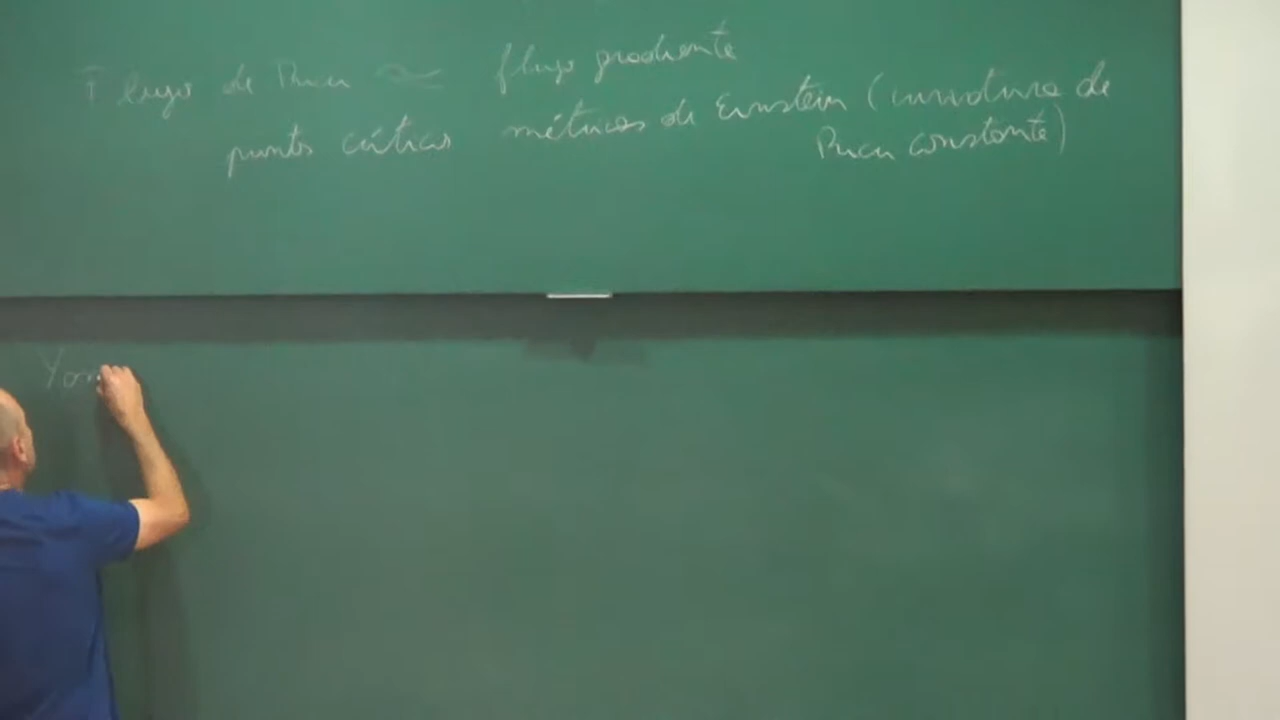 Flujo de Ricci ~ flujo gradiente
puntos críticos métricas de Einstein (curvatura de
Ricci constante)
Yam